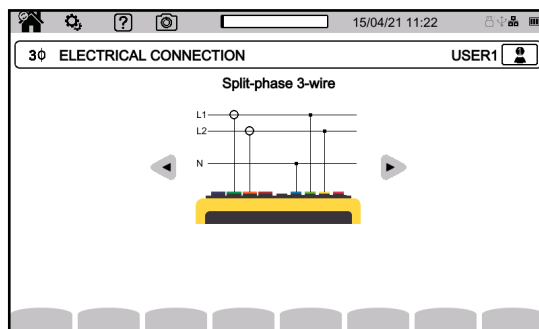 ?
15/04/21 11:22
3φ ELECTRICAL CONNECTION
USER1
Split-phase 3-wire
L1
L2
N